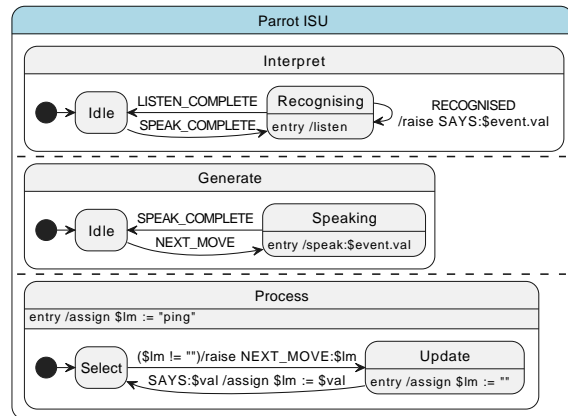 Parrot ISU
Interpret
LISTEN_COMPLETE
Idle
SPEAK_COMPLETE
Recognising
entry /listen
RECOGNISED
/raise SAYS:$event.val
Generate
SPEAK_COMPLETE
Idle
NEXT_MOVE
Speaking
entry /speak:$event.val
Process
entry /assign $lm := "ping"
Select
($lm != "")/raise NEXT_MOVE:$lm
SAYS:$val /assign $lm := $val
Update
entry /assign $lm := ""